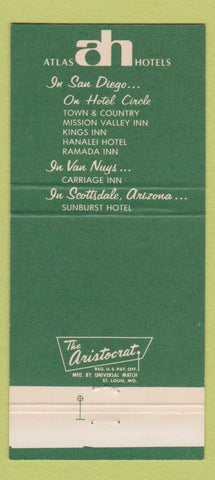 ah
ATLAS HOTELS
In San Diego...
On Hotel Circle
TOWN & COUNTRY
MISSION VALLEY INN
KINGS INN
HANALEI HOTEL
RAMADA INN
In Van Nuys...
CARRIAGE INN
In Scottsdale, Arizona...
SUNBURST HOTEL
The
Aristocrat
REG. U.S. PAT. OFF.
MFD. BY UNIVERSAL MATCH
ST. LOUIS, MO.